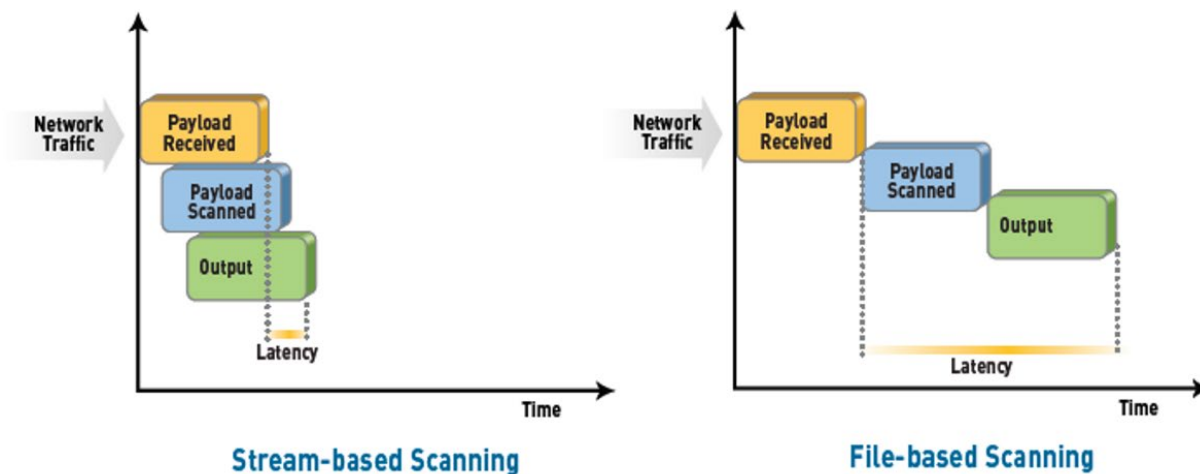 Network
Traffic
Payload
Received
Payload
Scanned
Output
Latency
Time
Stream-based Scanning
Network
Traffic
Payload
Received
Payload
Scanned
Output
Latency
Time
File-based Scanning